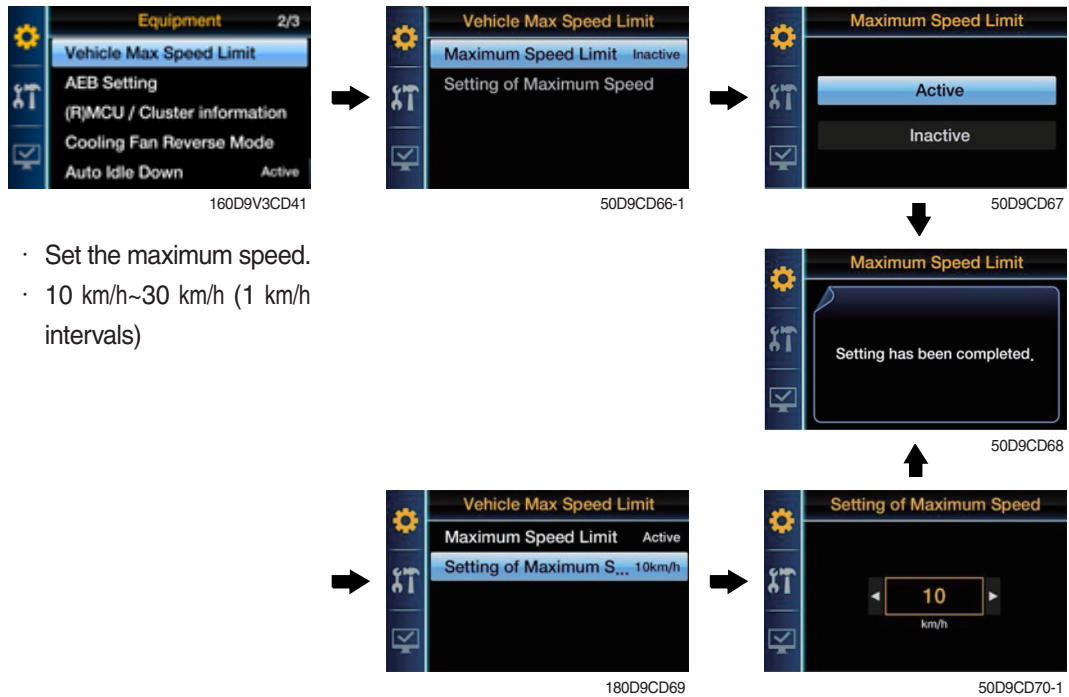 Equipment 2/3
Vehicle Max Speed Limit
AEB Setting
(R)MCU / Cluster information
Cooling Fan Reverse Mode
Auto Idle Down Active
160D9V3CD41
Vehicle Max Speed Limit
Maximum Speed Limit Inactive
Setting of Maximum Speed
50D9CD66-1
Maximum Speed Limit
Active
Inactive
50D9CD67
· Set the maximum speed.
· 10 km/h~30 km/h (1 km/h
intervals)
Maximum Speed Limit
Setting has been completed.
50D9CD68
Vehicle Max Speed Limit
Maximum Speed Limit Active
Setting of Maximum S... 10km/h
180D9CD69
Setting of Maximum Speed
10
km/h
50D9CD70-1